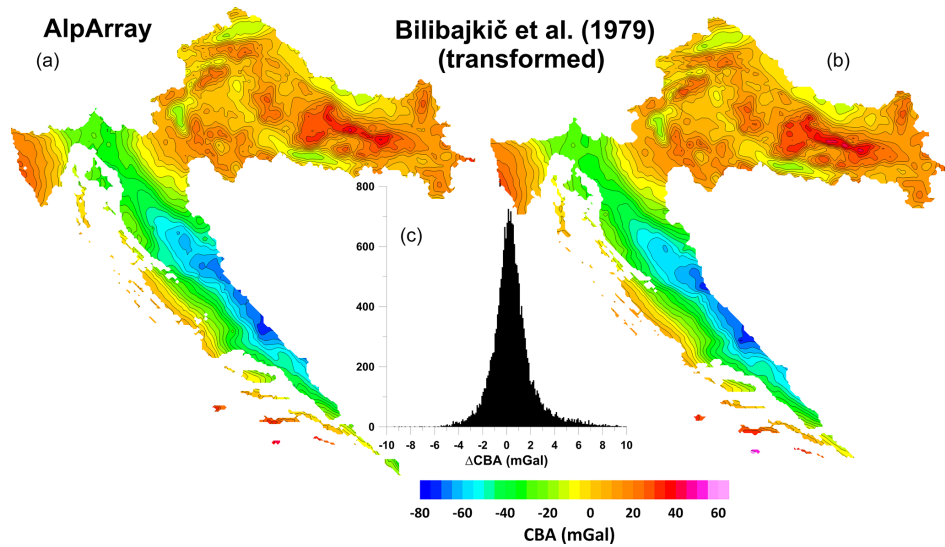 AlpArray
Bilibajkič et al. (1979)
(transformed)
(a)
(b)
(c)
800
600
400
200
0
-10 -8 -6 -4 -2 0 2 4 6 8 10
ΔCBA (mGal)
-80 -60 -40 -20 0 20 40 60
CBA (mGal)